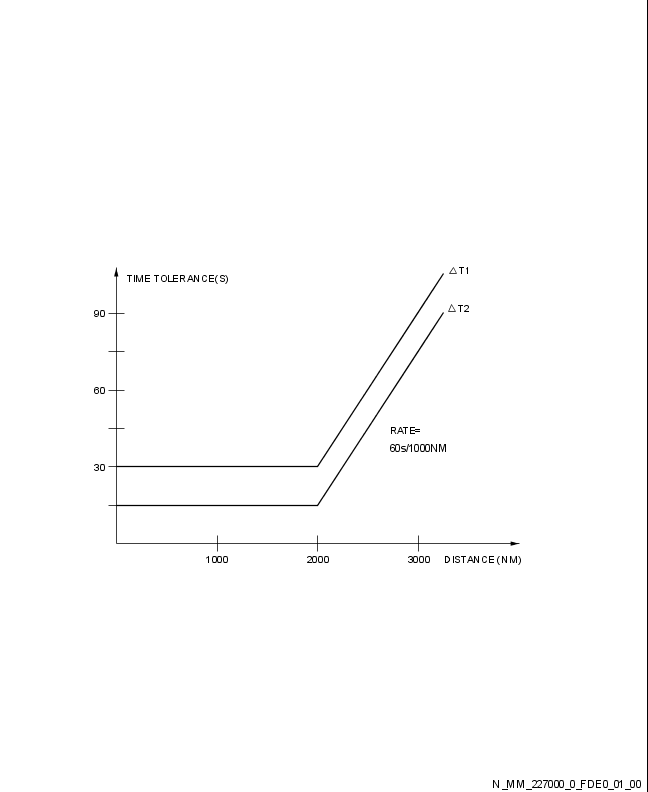 △T1
TIME TOLERANCE(S)
△T2
90
60
RATE=
60s/1000NM
30
1000 2000 3000 DISTANCE(NM)
N_MM_227000_0_FDE0_01_00